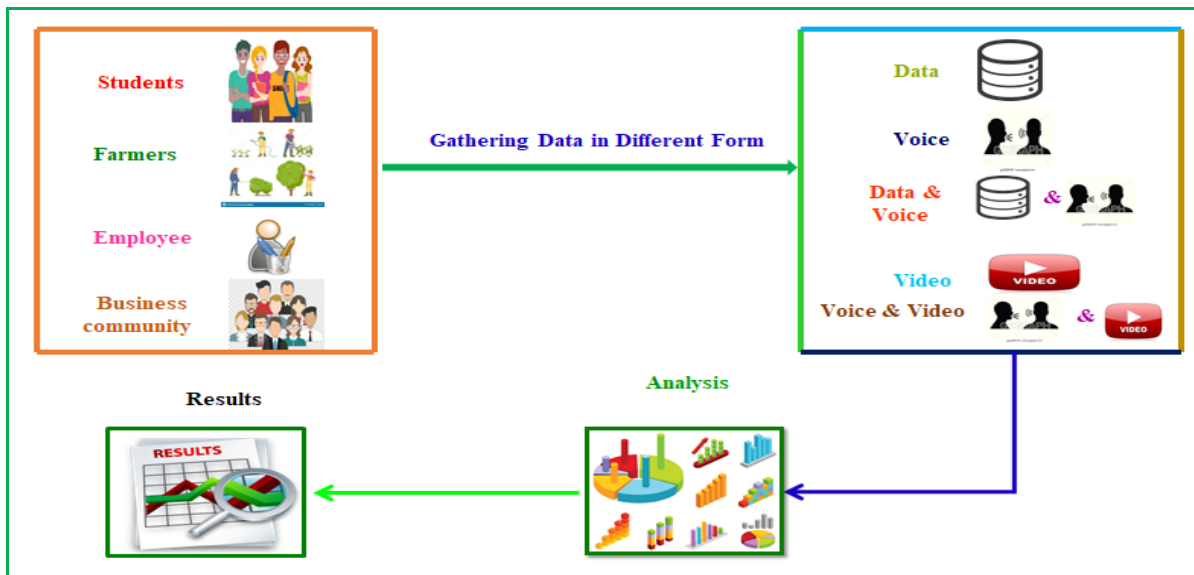 Students
Farmers
Employee
Business
community
Gathering Data in Different Form
Data
Voice
Data &
Voice
&
Video
VIDEO
Voice & Video
&
VIDEO
Analysis
Results
RESULTS